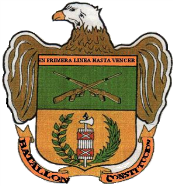 EN PRIMERA LINEA HASTA VENCER
BATALLON CONSTITUCION